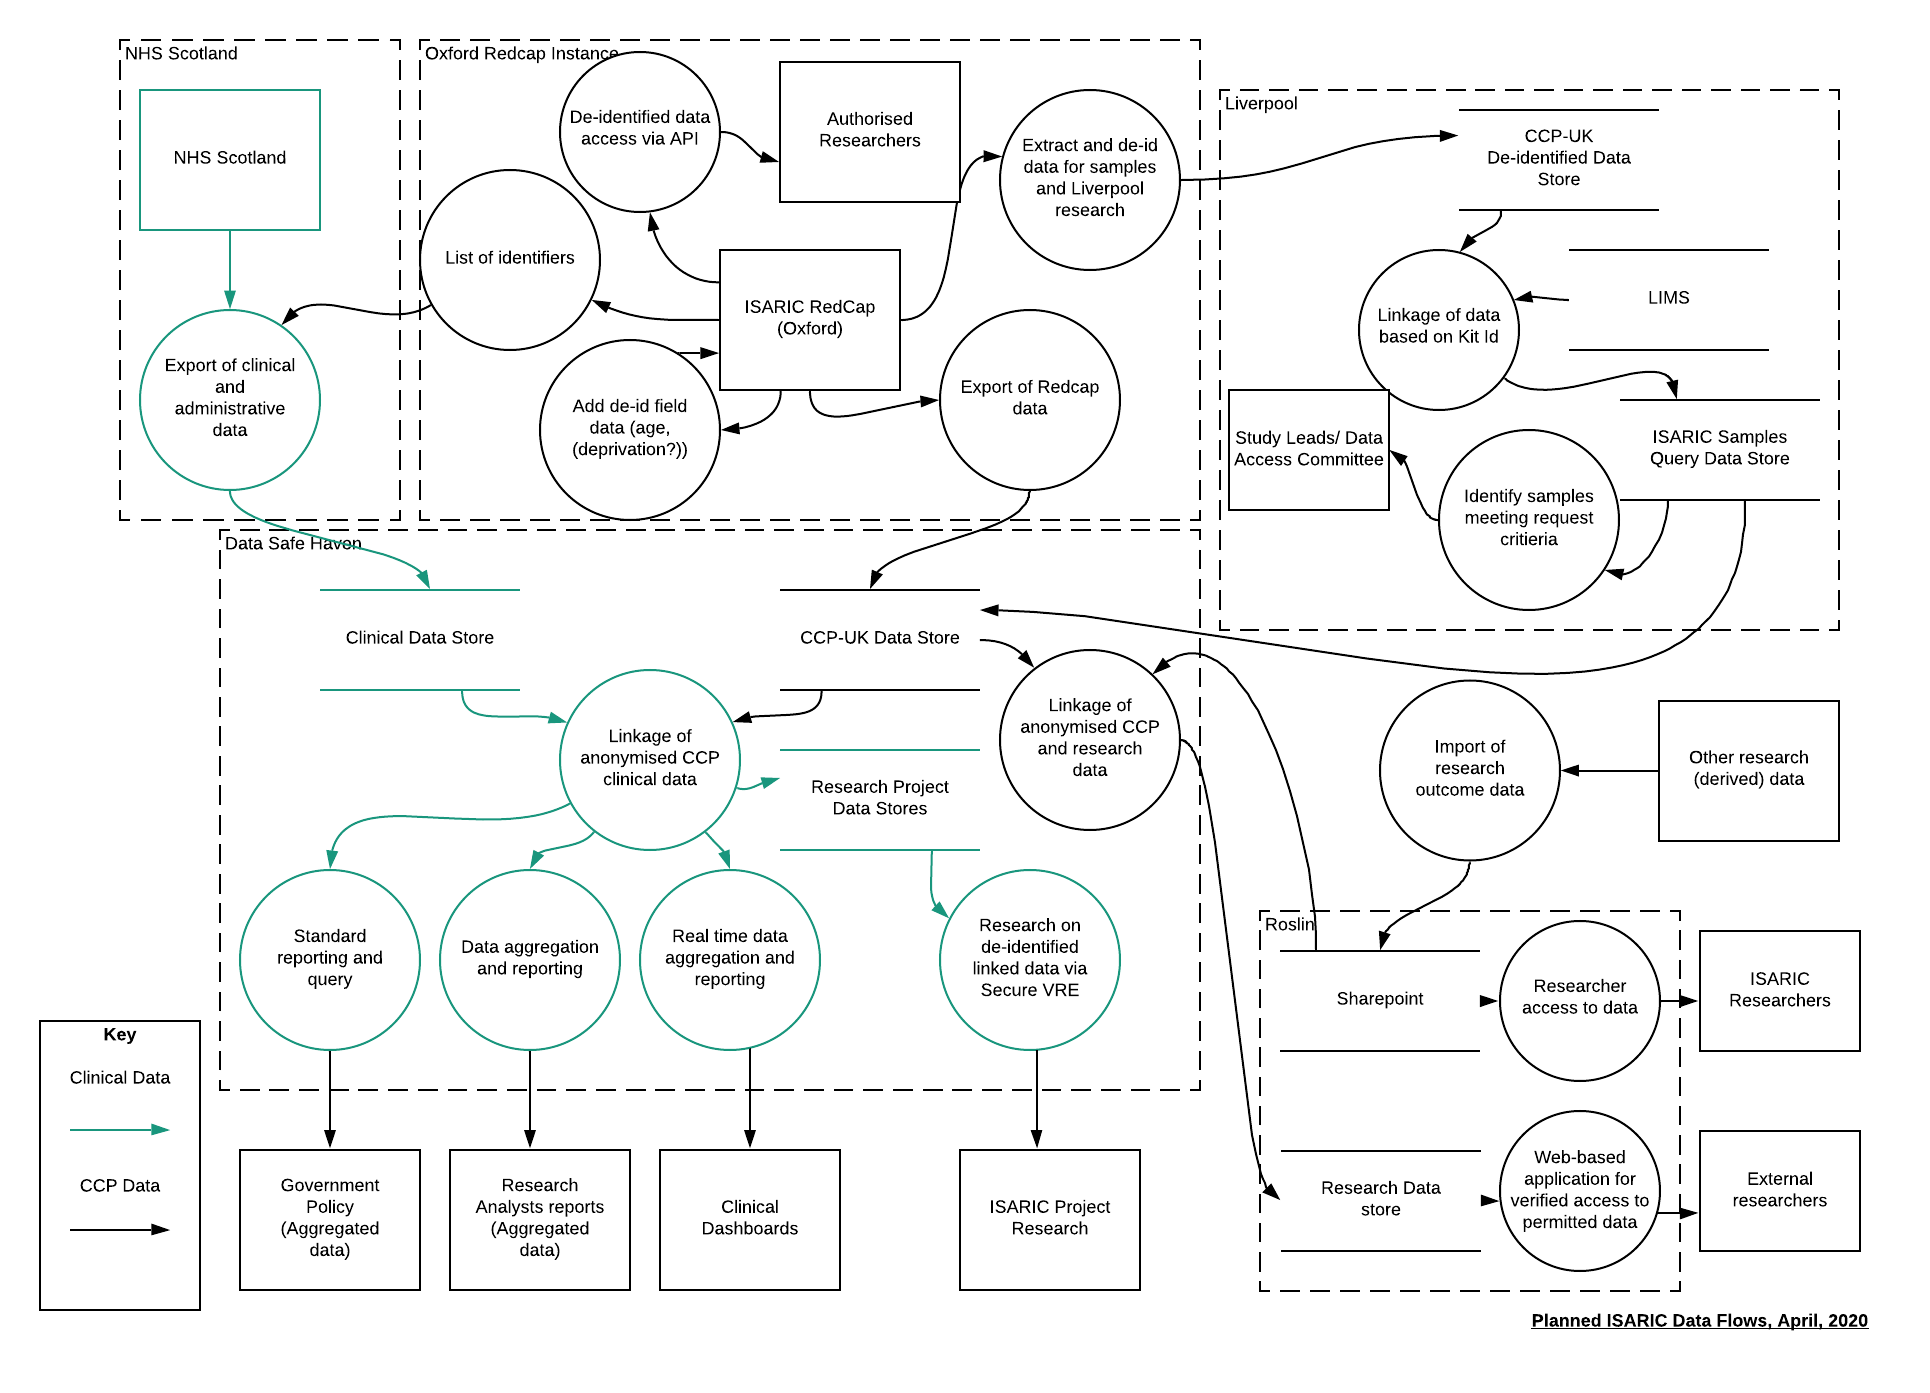 NHS Scotland
NHS Scotland
Export of clinical
and
administrative
data
Oxford Redcap Instance
De-identified data
access via API
Authorised
Researchers
Extract and de-id
data for samples
and Liverpool
research
List of identifiers
ISARIC RedCap
(Oxford)
Add de-id field
data (age,
(deprivation?))
Export of Redcap
data
Liverpool
CCP-UK
De-identified Data
Store
LIMS
Linkage of data
based on Kit Id
Study Leads/ Data
Access Committee
ISARIC Samples
Query Data Store
Identify samples
meeting request
critieria
Data Safe Haven
Clinical Data Store
CCP-UK Data Store
Linkage of
anonymised CCP
clinical data
Linkage of
anonymised CCP
and research
data
Research Project
Data Stores
Standard
reporting and
query
Data aggregation
and reporting
Real time data
aggregation and
reporting
Research on
de-identified
linked data via
Secure VRE
Import of
research
outcome data
Other research
(derived) data
Roslin
Sharepoint
Researcher
access to data
ISARIC
Researchers
Research Data
store
Web-based
application for
verified access to
permitted data
External
researchers
Key
Clinical Data
CCP Data
Government
Policy
(Aggregated
data)
Research
Analysts reports
(Aggregated
data)
Clinical
Dashboards
ISARIC Project
Research
Planned ISARIC Data Flows, April, 2020